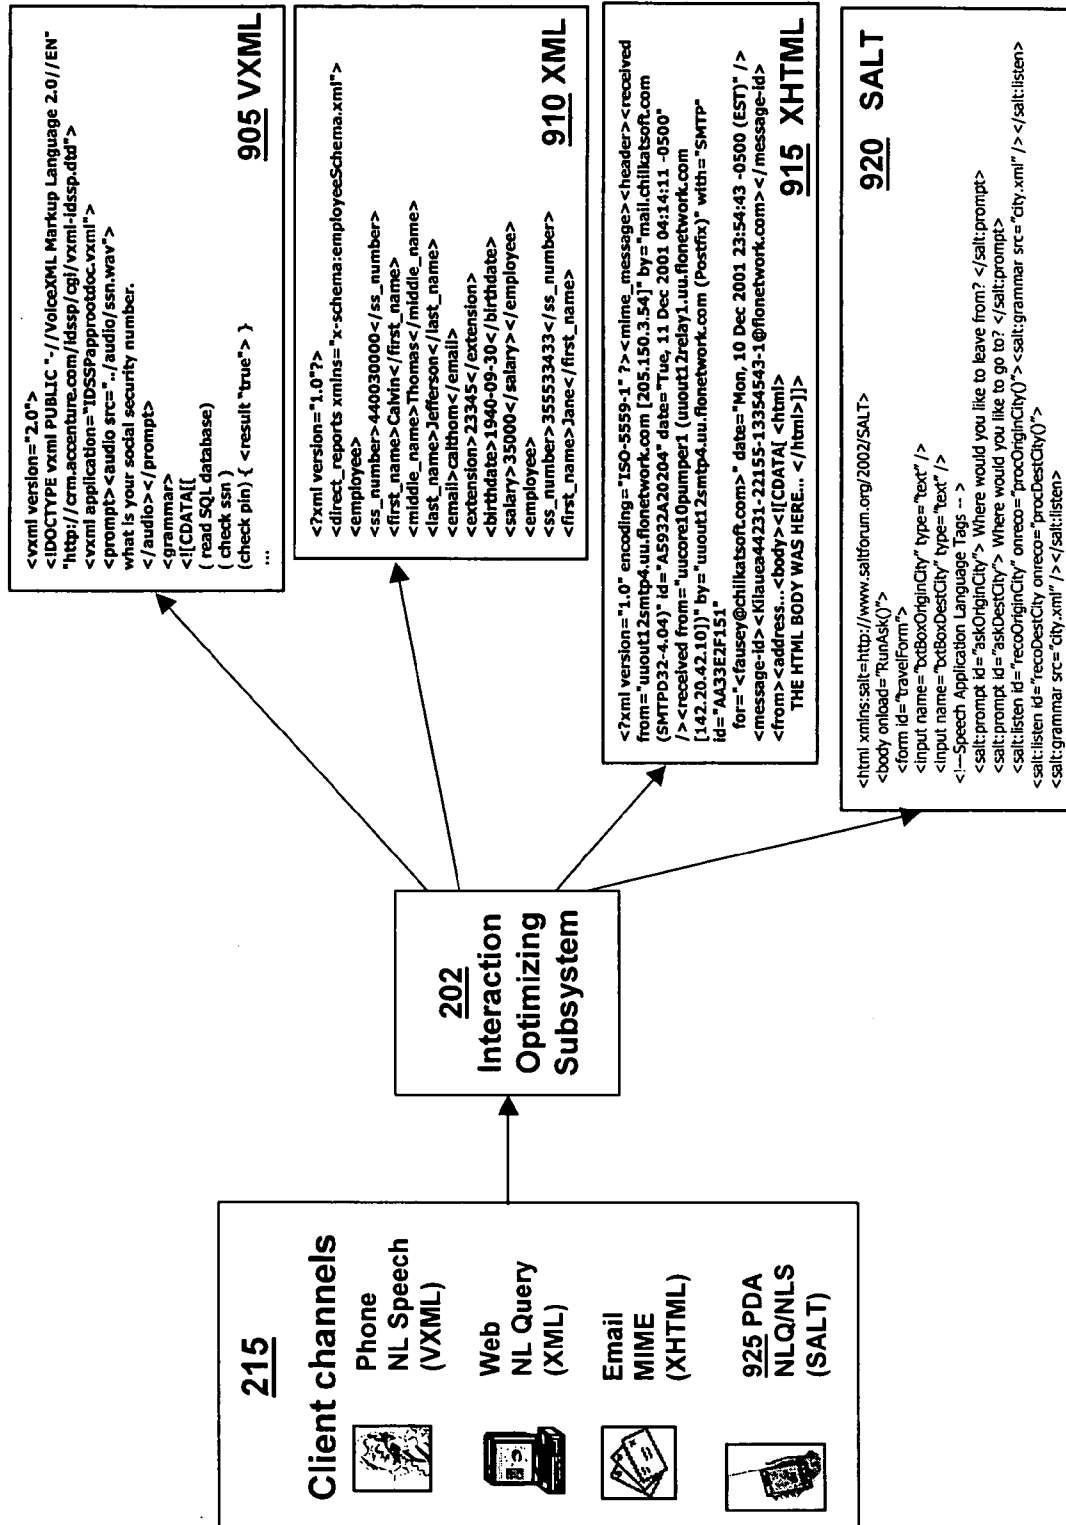 215
Client channels
Phone
NL Speech
(VXML)
Web
NL Query
(XML)
Email
MIME
(XHTML)
925 PDA
NLQ/NLS
(SALT)
202
Interaction
Optimizing
Subsystem
<vxml version="2.0">
<!DOCTYPE vxml PUBLIC "-//VoiceXML Markup Language 2.0//EN"
"http://crm.accenture.com/idssp/cgi/vxml-idssp.dtd">
<vxml application="IDSSPapprootdoc.vxml">
<prompt><audio src="../audio/ssn.wav">
what is your social security number.
</audio></prompt>
<grammar>
<![CDATA[[
( read SQL database)
( check ssn )
(check pin) { <result "true"> }
...
905 VXML
<?xml version="1.0"?>
<direct_reports xmlns="x-schema:employeeSchema.xml">
<employee>
<ss_number>440030000</ss_number>
<first_name>Calvin</first_name>
<middle_name>Thomas</middle_name>
<last_name>Jefferson</last_name>
<email>calthom</email>
<extension>23345</extension>
<birthdate>1940-09-30</birthdate>
<salary>35000</salary></employee>
<employee>
<ss_number>355533433</ss_number>
<first_name>Jane</first_name>
910 XML
<?xml version="1.0" encoding="ISO-5559-1" ?><mime_message><header><received
from="uuout12smtp4.uu.flonetwork.com [205.150.3.54]" by="mail.chilkatsoft.com
(SMTPD32-4.04)" id="A5932A20204" date="Tue, 11 Dec 2001 04:14:11 -0500"
/><received from="uucore10pumper1 (uuout12relay1.uu.flonetwork.com
[142.20.42.10])" by="uuout12smtp4.uu.flonetwork.com (Postfix)" with="SMTP"
id="AA33E2F151"
for="<fausey@chilkatsoft.com>" date="Mon, 10 Dec 2001 23:54:43 -0500 (EST)" />
<message-id><Kilauea44231-22155-13354543-1@flonetwork.com></message-id>
<from><address...<body><![CDATA[ <html>
THE HTML BODY WAS HERE... </html>]]>
915 XHTML
<html xmlns:salt=http://www.saltforum.org/2002/SALT>
<body onload="RunAsk()">
<form id="travelForm">
<input name="txtBoxOriginCity" type="text" />
<input name="txtBoxDestCity" type="text" />
<!--Speech Application Language Tags -- >
<salt:prompt id="askOriginCity"> Where would you like to leave from? </salt:prompt>
<salt:prompt id="askDestCity"> Where would you like to go to? </salt:prompt>
<salt:listen id="recoOriginCity" onreco="procOriginCity()"><salt:grammar src="city.xml" /></salt:listen>
<salt:listen id="recoDestCity onreco="procDestCity()">
<salt:grammar src="city.xml" /></salt:listen>
920 SALT